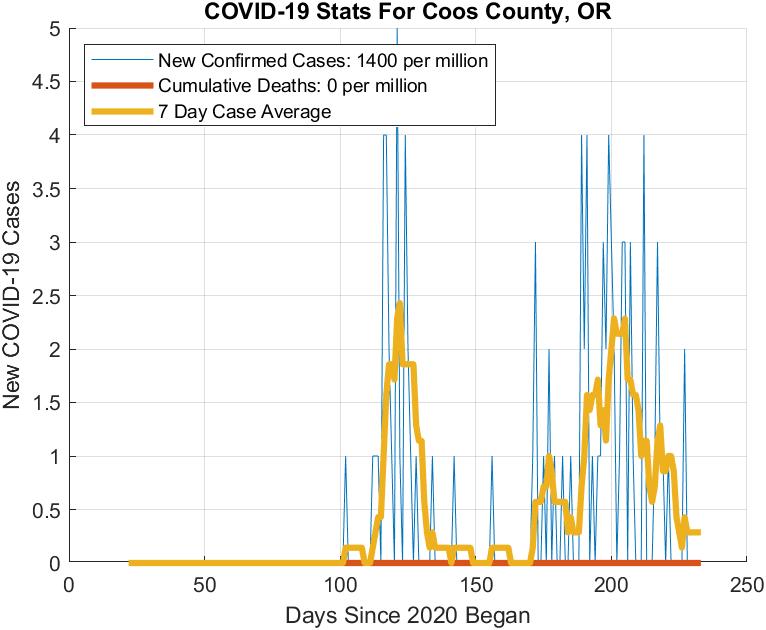 COVID-19 Stats For Coos County, OR
New Confirmed Cases: 1400 per million
Cumulative Deaths: 0 per million
7 Day Case Average
5
4.5
4
3.5
3
2.5
2
1.5
1
0.5
0
New COVID-19 Cases
0 50 100 150 200 250
Days Since 2020 Began